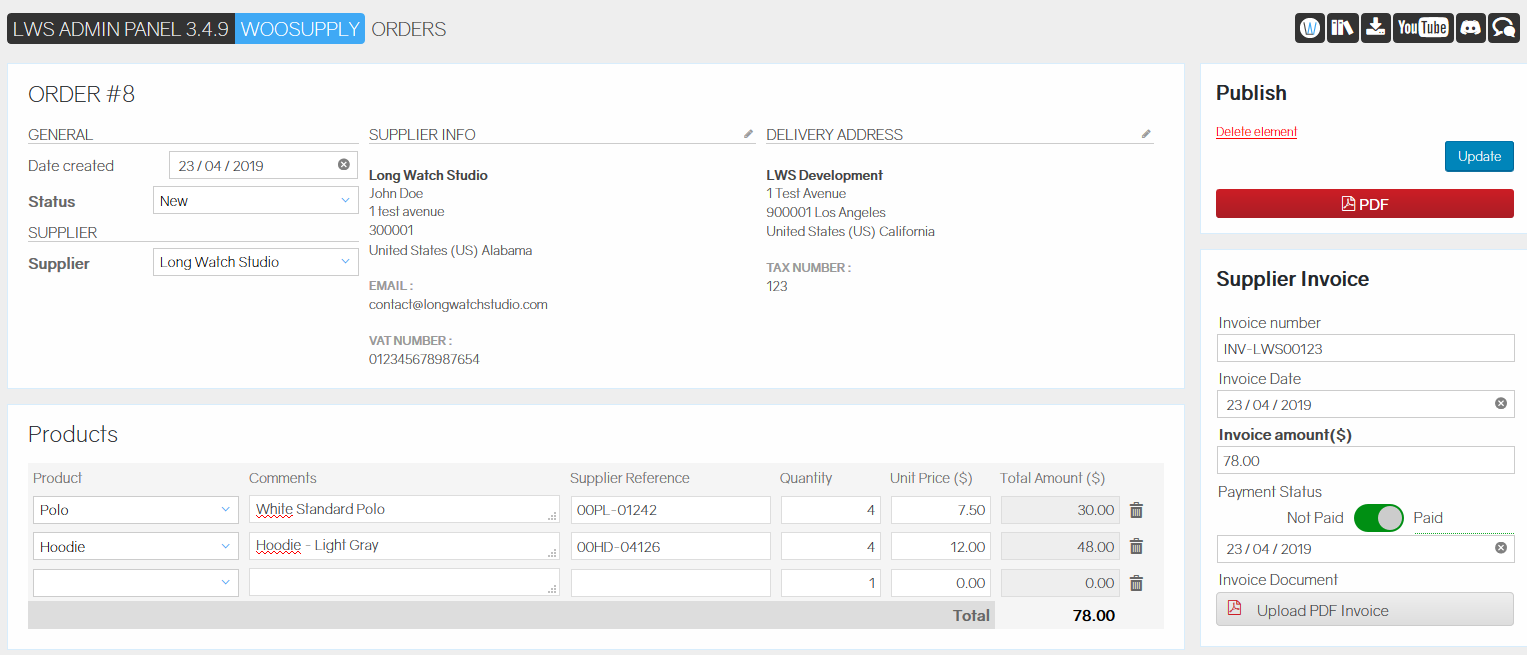 LWS ADMIN PANEL 3.4.9 WOOSUPPLY ORDERS
W YouTube
ORDER #8
GENERAL
Date created 23 / 04 / 2019
Status New
SUPPLIER
Supplier Long Watch Studio
SUPPLIER INFO
Long Watch Studio
John Doe
1 test avenue
300001
United States (US) Alabama
EMAIL :
contact@longwatchstudio.com
VAT NUMBER :
012345678987654
DELIVERY ADDRESS
LWS Development
1 Test Avenue
900001 Los Angeles
United States (US) California
TAX NUMBER :
123
Products
Product Comments Supplier Reference Quantity Unit Price ($) Total Amount ($)
Polo White Standard Polo 00PL-01242 4 7.50 30.00
Hoodie Hoodie - Light Gray 00HD-04126 4 12.00 48.00
1 0.00 0.00
Total 78.00
Publish
Delete element
Update
PDF
Supplier Invoice
Invoice number
INV-LWS00123
Invoice Date
23 / 04 / 2019
Invoice amount($)
78.00
Payment Status
Not Paid Paid
23 / 04 / 2019
Invoice Document
Upload PDF Invoice